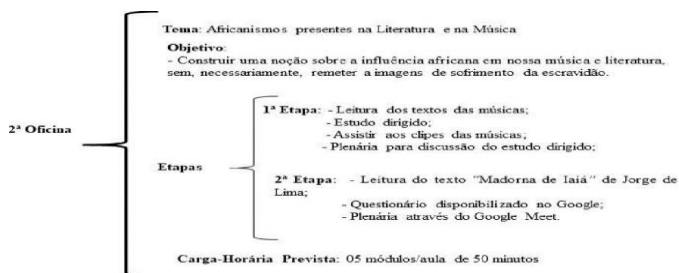 Tema: Africanismos presentes na Literatura e na Música
Objetivo:
- Construir uma noção sobre a influência africana em nossa música e literatura,
sem, necessariamente, remeter a imagens de sofrimento da escravidão.
2ª Oficina
Etapas
1ª Etapa: - Leitura dos textos das músicas;
- Estudo dirigido;
- Assistir aos clipes das músicas;
- Plenária para discussão do estudo dirigido;
2ª Etapa: - Leitura do texto "Madorna de Iaiá" de Jorge de
Lima;
- Questionário disponibilizado no Google;
- Plenária através do Google Meet.
Carga-Horária Prevista: 05 módulos/aula de 50 minutos